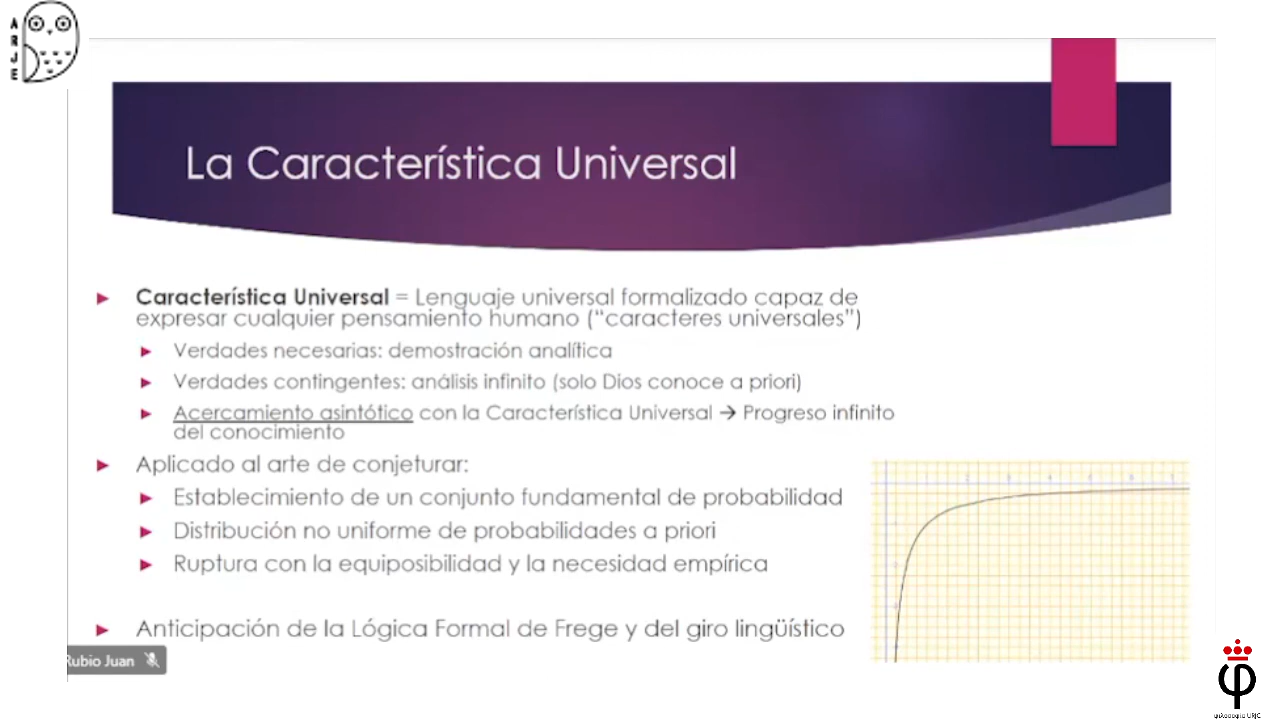 ARJE
La Característica Universal
Característica Universal = Lenguaje universal formalizado capaz de
expresar cualquier pensamiento humano (“caracteres universales”)
Verdades necesarias: demostración analítica
Verdades contingentes: análisis infinito (solo Dios conoce a priori)
Acercamiento asintótico con la Característica Universal → Progreso infinito
del conocimiento
Aplicado al arte de conjeturar:
Establecimiento de un conjunto fundamental de probabilidad
Distribución no uniforme de probabilidades a priori
Ruptura con la equiposibilidad y la necesidad empírica
Anticipación de la Lógica Formal de Frege y del giro lingüístico
Rubio Juan
φ
URJC